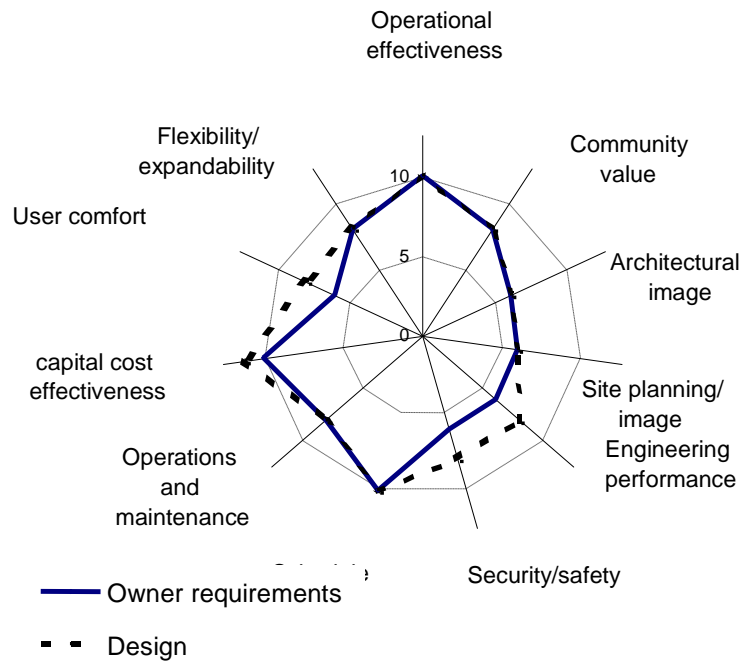 Operational
effectiveness
Flexibility/
expandability
Community
value
User comfort
10
Architectural
image
5
0
capital cost
effectiveness
Site planning/
image
Engineering
performance
Operations
and
maintenance
Security/safety
Owner requirements
Design